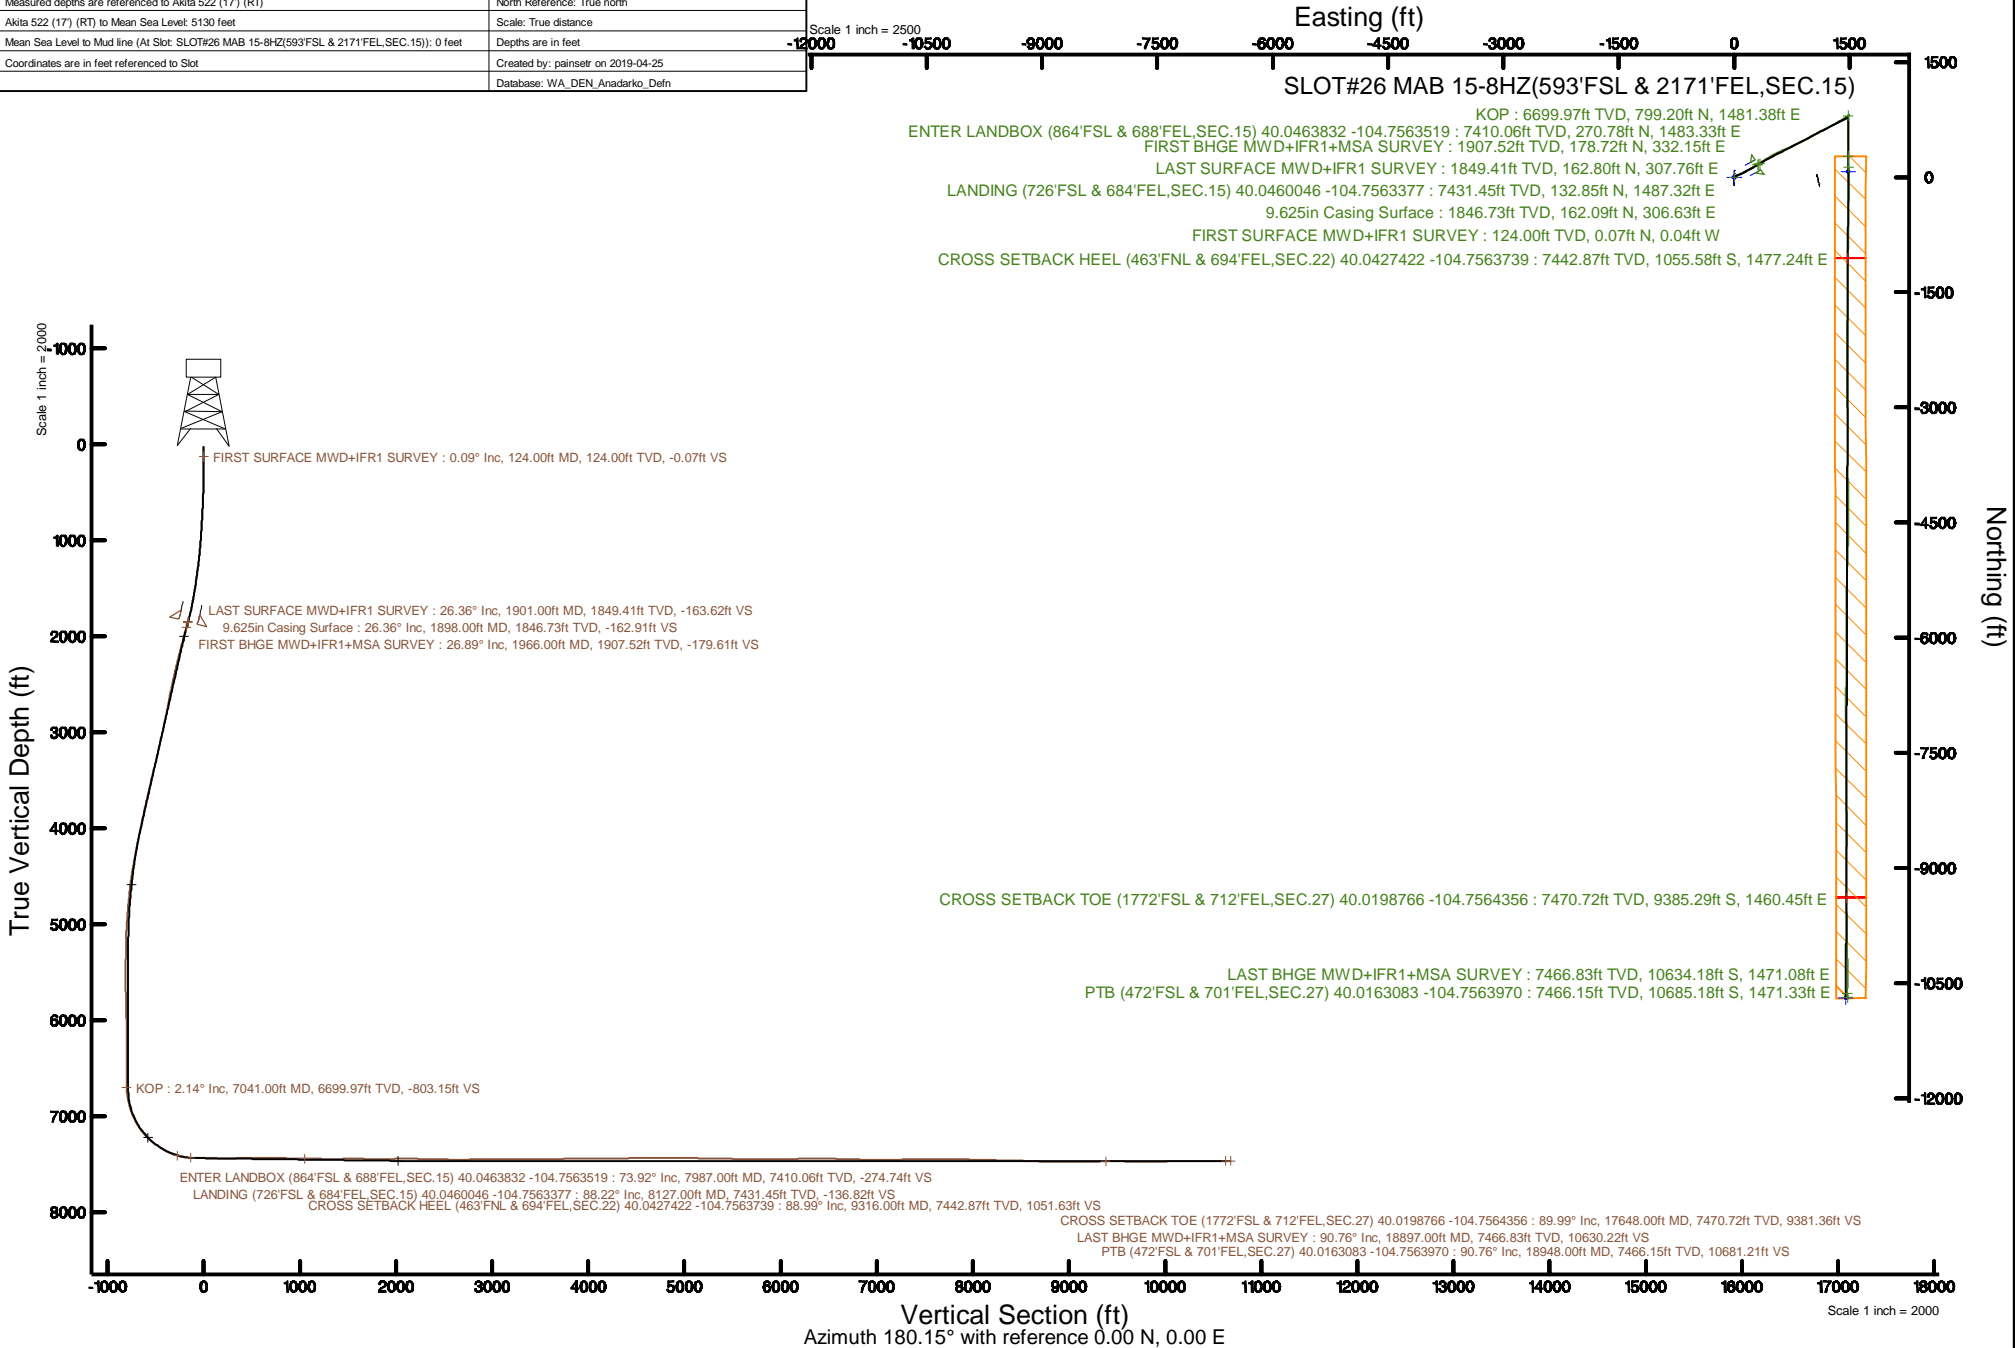 Measured depths are referenced to Akita 522 (17') (RT)
North Reference: True north
Akita 522 (17') (RT) to Mean Sea Level: 5130 feet
Scale: True distance
Mean Sea Level to Mud line (At Slot: SLOT#26 MAB 15-8HZ(593'FSL & 2171'FEL,SEC.15)): 0 feet
Depths are in feet
Coordinates are in feet referenced to Slot
Created by: painsetr on 2019-04-25
Database: WA_DEN_Anadarko_Defn
Easting (ft)
Scale 1 inch = 2500
-12000 -10500 -9000 -7500 -6000 -4500 -3000 -1500 0 1500
SLOT#26 MAB 15-8HZ(593'FSL & 2171'FEL,SEC.15)
KOP : 6699.97ft TVD, 799.20ft N, 1481.38ft E
ENTER LANDBOX (864'FSL & 688'FEL,SEC.15) 40.0463832 -104.7563519 : 7410.06ft TVD, 270.78ft N, 1483.33ft E
FIRST BHGE MWD+IFR1+MSA SURVEY : 1907.52ft TVD, 178.72ft N, 332.15ft E
LAST SURFACE MWD+IFR1 SURVEY : 1849.41ft TVD, 162.80ft N, 307.76ft E
LANDING (726'FSL & 684'FEL,SEC.15) 40.0460046 -104.7563377 : 7431.45ft TVD, 132.85ft N, 1487.32ft E
9.625in Casing Surface : 1846.73ft TVD, 162.09ft N, 306.63ft E
FIRST SURFACE MWD+IFR1 SURVEY : 124.00ft TVD, 0.07ft N, 0.04ft W
CROSS SETBACK HEEL (463'FNL & 694'FEL,SEC.22) 40.0427422 -104.7563739 : 7442.87ft TVD, 1055.58ft S, 1477.24ft E
CROSS SETBACK TOE (1772'FSL & 712'FEL,SEC.27) 40.0198766 -104.7564356 : 7470.72ft TVD, 9385.29ft S, 1460.45ft E
LAST BHGE MWD+IFR1+MSA SURVEY : 7466.83ft TVD, 10634.18ft S, 1471.08ft E
PTB (472'FSL & 701'FEL,SEC.27) 40.0163083 -104.7563970 : 7466.15ft TVD, 10685.18ft S, 1471.33ft E
1500
0
-1500
-3000
-4500
-6000
-7500
-9000
-10500
-12000
Northing (ft)
Scale 1 inch = 2000
True Vertical Depth (ft)
-1000
0
1000
2000
3000
4000
5000
6000
7000
8000
FIRST SURFACE MWD+IFR1 SURVEY : 0.09° Inc, 124.00ft MD, 124.00ft TVD, -0.07ft VS
LAST SURFACE MWD+IFR1 SURVEY : 26.36° Inc, 1901.00ft MD, 1849.41ft TVD, -163.62ft VS
9.625in Casing Surface : 26.36° Inc, 1898.00ft MD, 1846.73ft TVD, -162.91ft VS
FIRST BHGE MWD+IFR1+MSA SURVEY : 26.89° Inc, 1966.00ft MD, 1907.52ft TVD, -179.61ft VS
KOP : 2.14° Inc, 7041.00ft MD, 6699.97ft TVD, -803.15ft VS
ENTER LANDBOX (864'FSL & 688'FEL,SEC.15) 40.0463832 -104.7563519 : 73.92° Inc, 7987.00ft MD, 7410.06ft TVD, -274.74ft VS
LANDING (726'FSL & 684'FEL,SEC.15) 40.0460046 -104.7563377 : 88.22° Inc, 8127.00ft MD, 7431.45ft TVD, -136.82ft VS
CROSS SETBACK HEEL (463'FNL & 694'FEL,SEC.22) 40.0427422 -104.7563739 : 88.99° Inc, 9316.00ft MD, 7442.87ft TVD, 1051.63ft VS
CROSS SETBACK TOE (1772'FSL & 712'FEL,SEC.27) 40.0198766 -104.7564356 : 89.99° Inc, 17648.00ft MD, 7470.72ft TVD, 9381.36ft VS
LAST BHGE MWD+IFR1+MSA SURVEY : 90.76° Inc, 18897.00ft MD, 7466.83ft TVD, 10630.22ft VS
PTB (472'FSL & 701'FEL,SEC.27) 40.0163083 -104.7563970 : 90.76° Inc, 18948.00ft MD, 7466.15ft TVD, 10681.21ft VS
-1000 0 1000 2000 3000 4000 5000 6000 7000 8000 9000 10000 11000 12000 13000 14000 15000 16000 17000 18000
Vertical Section (ft)
Scale 1 inch = 2000
Azimuth 180.15° with reference 0.00 N, 0.00 E